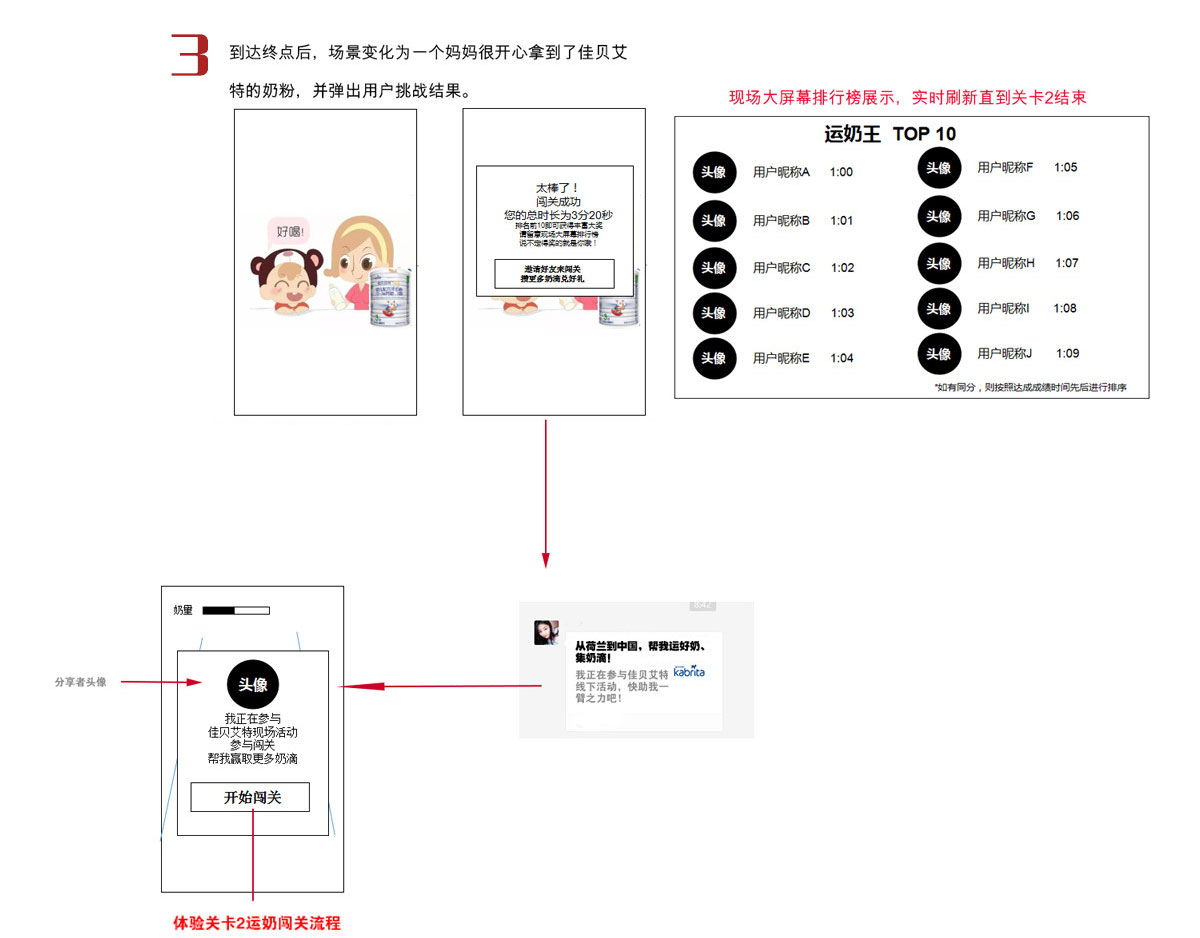 3
到达终点后，场景变化为一个妈妈很开心拿到了佳贝艾
特的奶粉，并弹出用户挑战结果。
好喝!
太棒了！
闯关成功
您的总时长为3分20秒
排名前10即可获得丰富大奖
请留意现场大屏幕排行榜
说不定得奖的就是你哦！
邀请好友来闯关
搜更多奶滴兑好礼
现场大屏幕排行榜展示，实时刷新直到关卡2结束
运奶王 TOP 10
头像 用户昵称A 1:00
头像 用户昵称B 1:01
头像 用户昵称C 1:02
头像 用户昵称D 1:03
头像 用户昵称E 1:04
头像 用户昵称F 1:05
头像 用户昵称G 1:06
头像 用户昵称H 1:07
头像 用户昵称I 1:08
头像 用户昵称J 1:09
*如有同分，则按照达成成绩时间先后进行排序
8:42
从荷兰到中国，帮我运好奶、
集奶滴！
我正在参与佳贝艾特
线下活动，快助我一
臂之力吧！
kabrita
奶量
分享者头像
头像
我正在参与
佳贝艾特现场活动
参与闯关
帮我赢取更多奶滴
开始闯关
体验关卡2运奶闯关流程